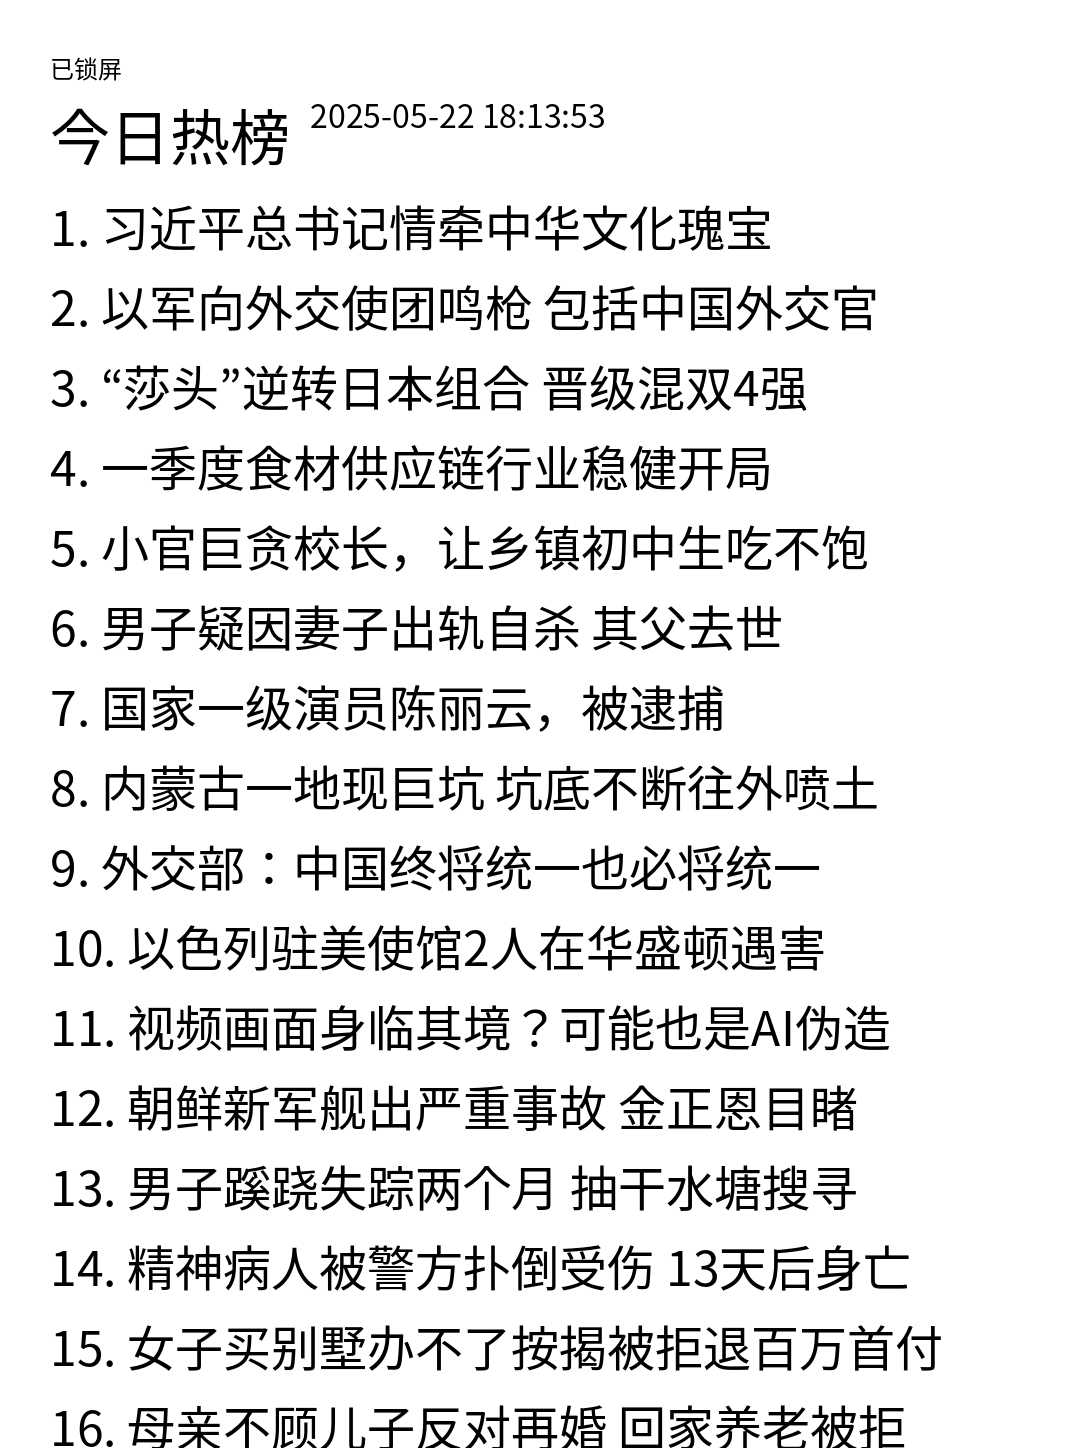 已锁屏
今日热榜 2025-05-22 18:13:53
1. 习近平总书记情牵中华文化瑰宝
2. 以军向外交使团鸣枪 包括中国外交官
3. “莎头”逆转日本组合 晋级混双4强
4. 一季度食材供应链行业稳健开局
5. 小官巨贪校长，让乡镇初中生吃不饱
6. 男子疑因妻子出轨自杀 其父去世
7. 国家一级演员陈丽云，被逮捕
8. 内蒙古一地现巨坑 坑底不断往外喷土
9. 外交部：中国终将统一也必将统一
10. 以色列驻美使馆2人在华盛顿遇害
11. 视频画面身临其境？可能也是AI伪造
12. 朝鲜新军舰出严重事故 金正恩目睹
13. 男子蹊跷失踪两个月 抽干水塘搜寻
14. 精神病人被警方扑倒受伤 13天后身亡
15. 女子买别墅办不了按揭被拒退百万首付
16. 母亲不顾儿子反对再婚 回家养老被拒